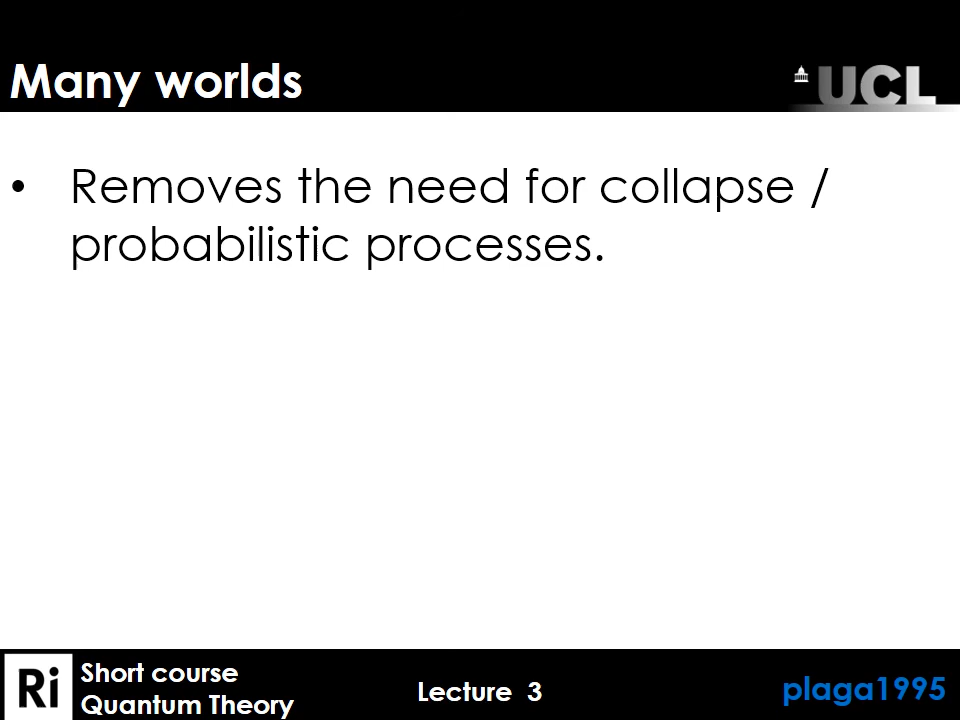 Many worlds
UCL
• Removes the need for collapse /
probabilistic processes.
Ri
Short course
Quantum Theory
Lecture 3
plaga1995